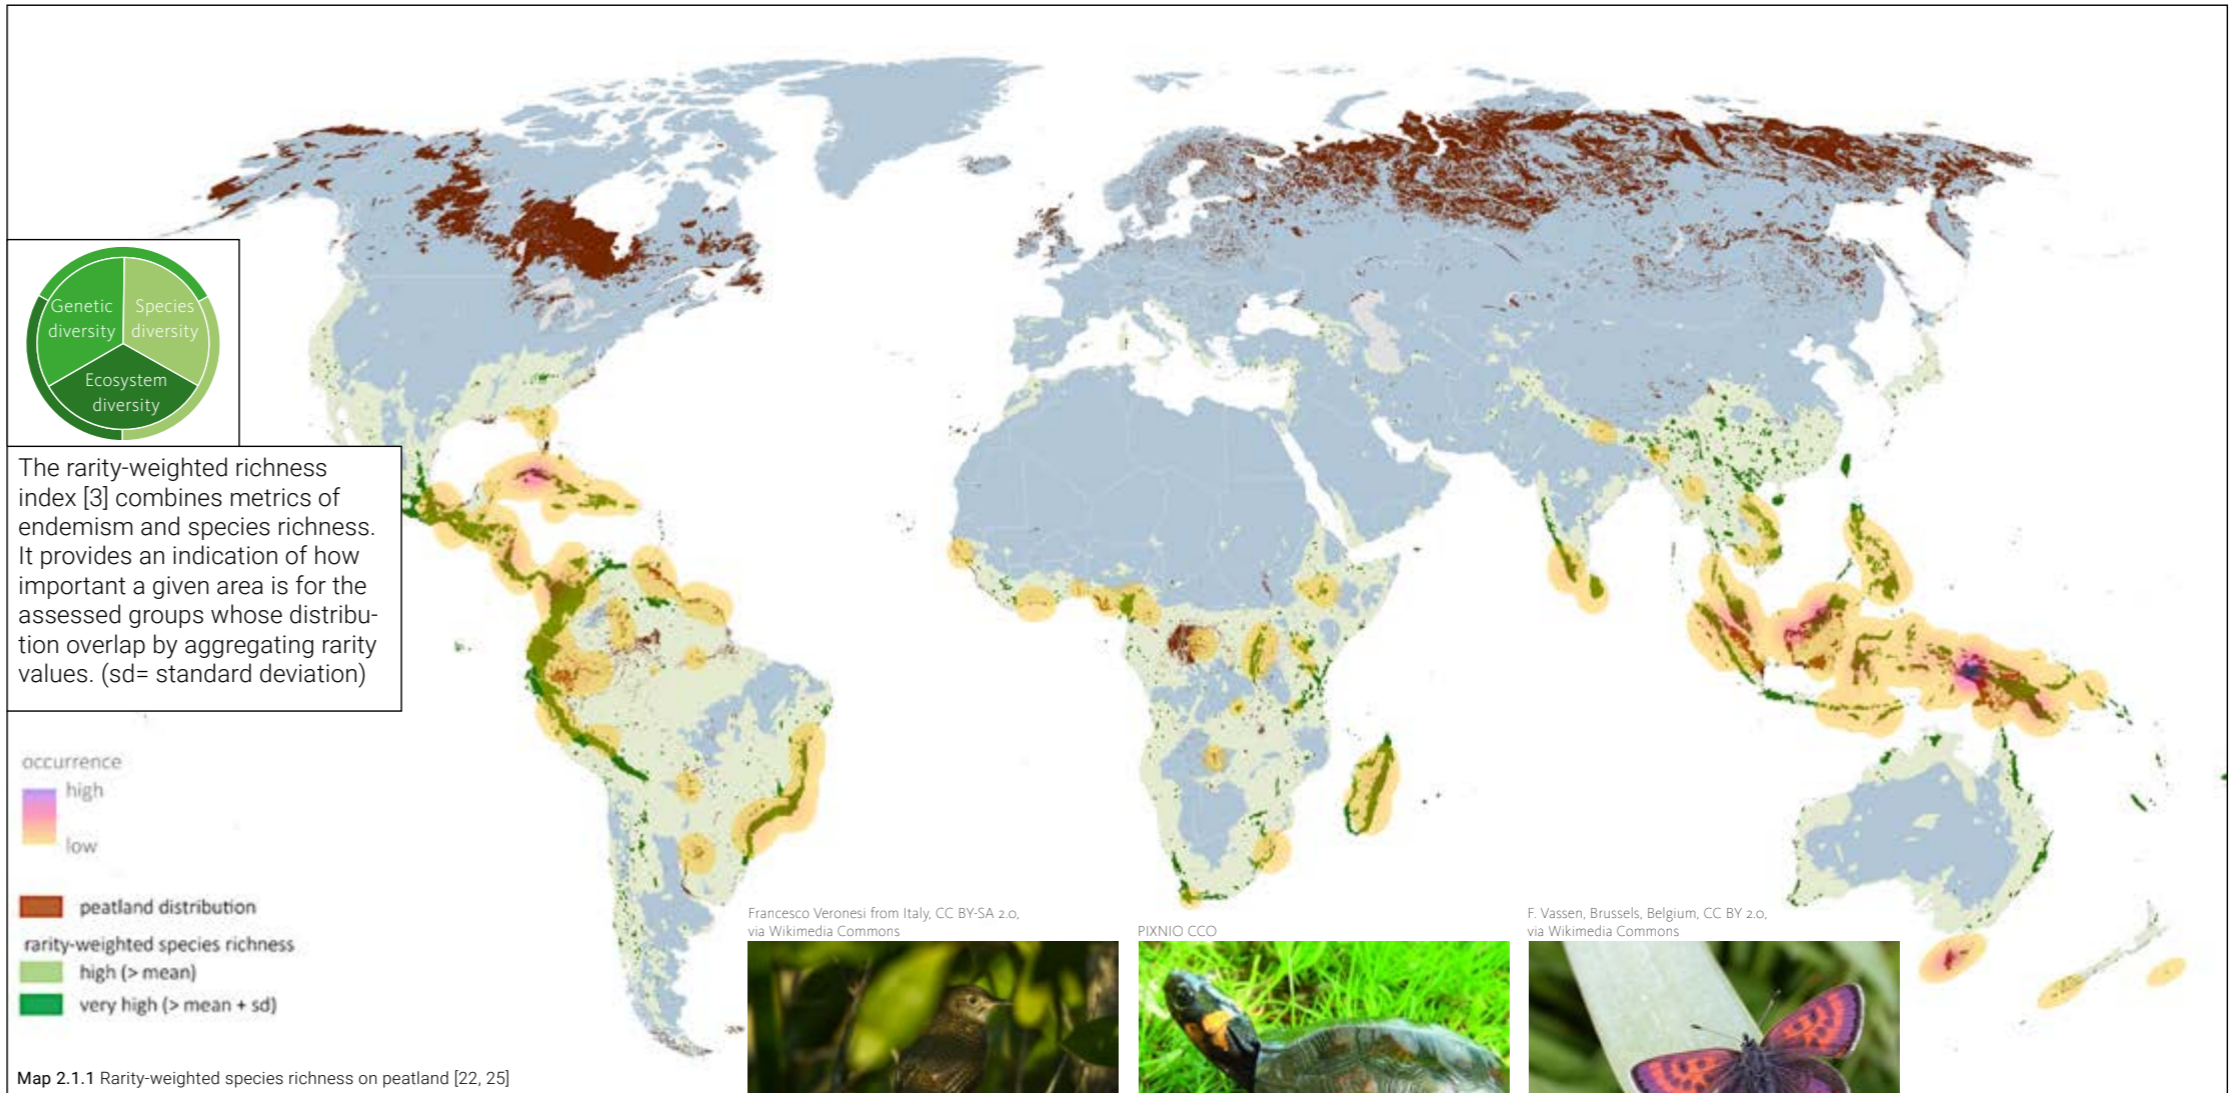 Genetic
diversity
Species
diversity
Ecosystem
diversity
The rarity-weighted richness
index [3] combines metrics of
endemism and species richness.
It provides an indication of how
important a given area is for the
assessed groups whose distribu-
tion overlap by aggregating rarity
values. (sd= standard deviation)
occurrence
high
low
peatland distribution
rarity-weighted species richness
high (> mean)
very high (> mean + sd)
Map 2.1.1 Rarity-weighted species richness on peatland [22, 25]
Francesco Veronesi from Italy, CC BY-SA 2.0,
via Wikimedia Commons
PIXNIO CCO
F. Vassen, Brussels, Belgium, CC BY 2.0,
via Wikimedia Commons